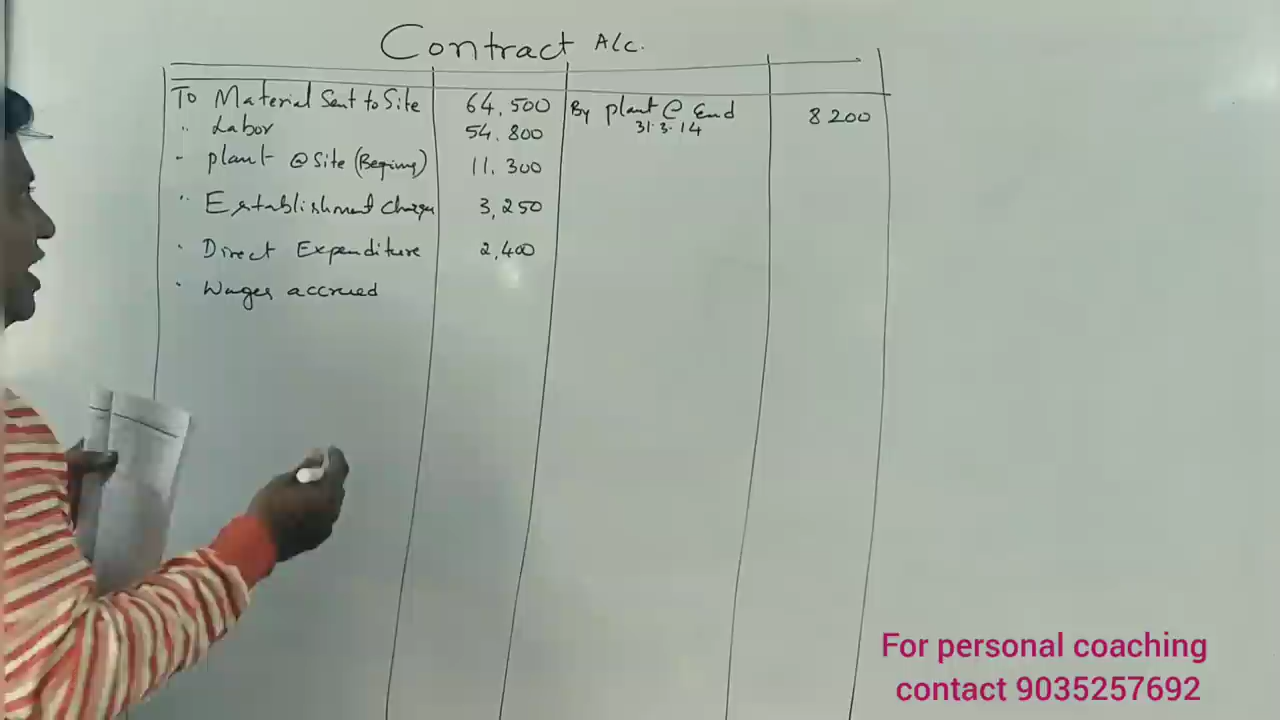 Contract A/c.
To Material Sent to Site 64,500 By plant @ End 8200
" Labor 54.800 31.3.14
- plant @ Site (Begining) 11.300
" Establishment Charges 3,250
" Direct Expenditure 2,400
" Wages accrued
For personal coaching
contact 9035257692